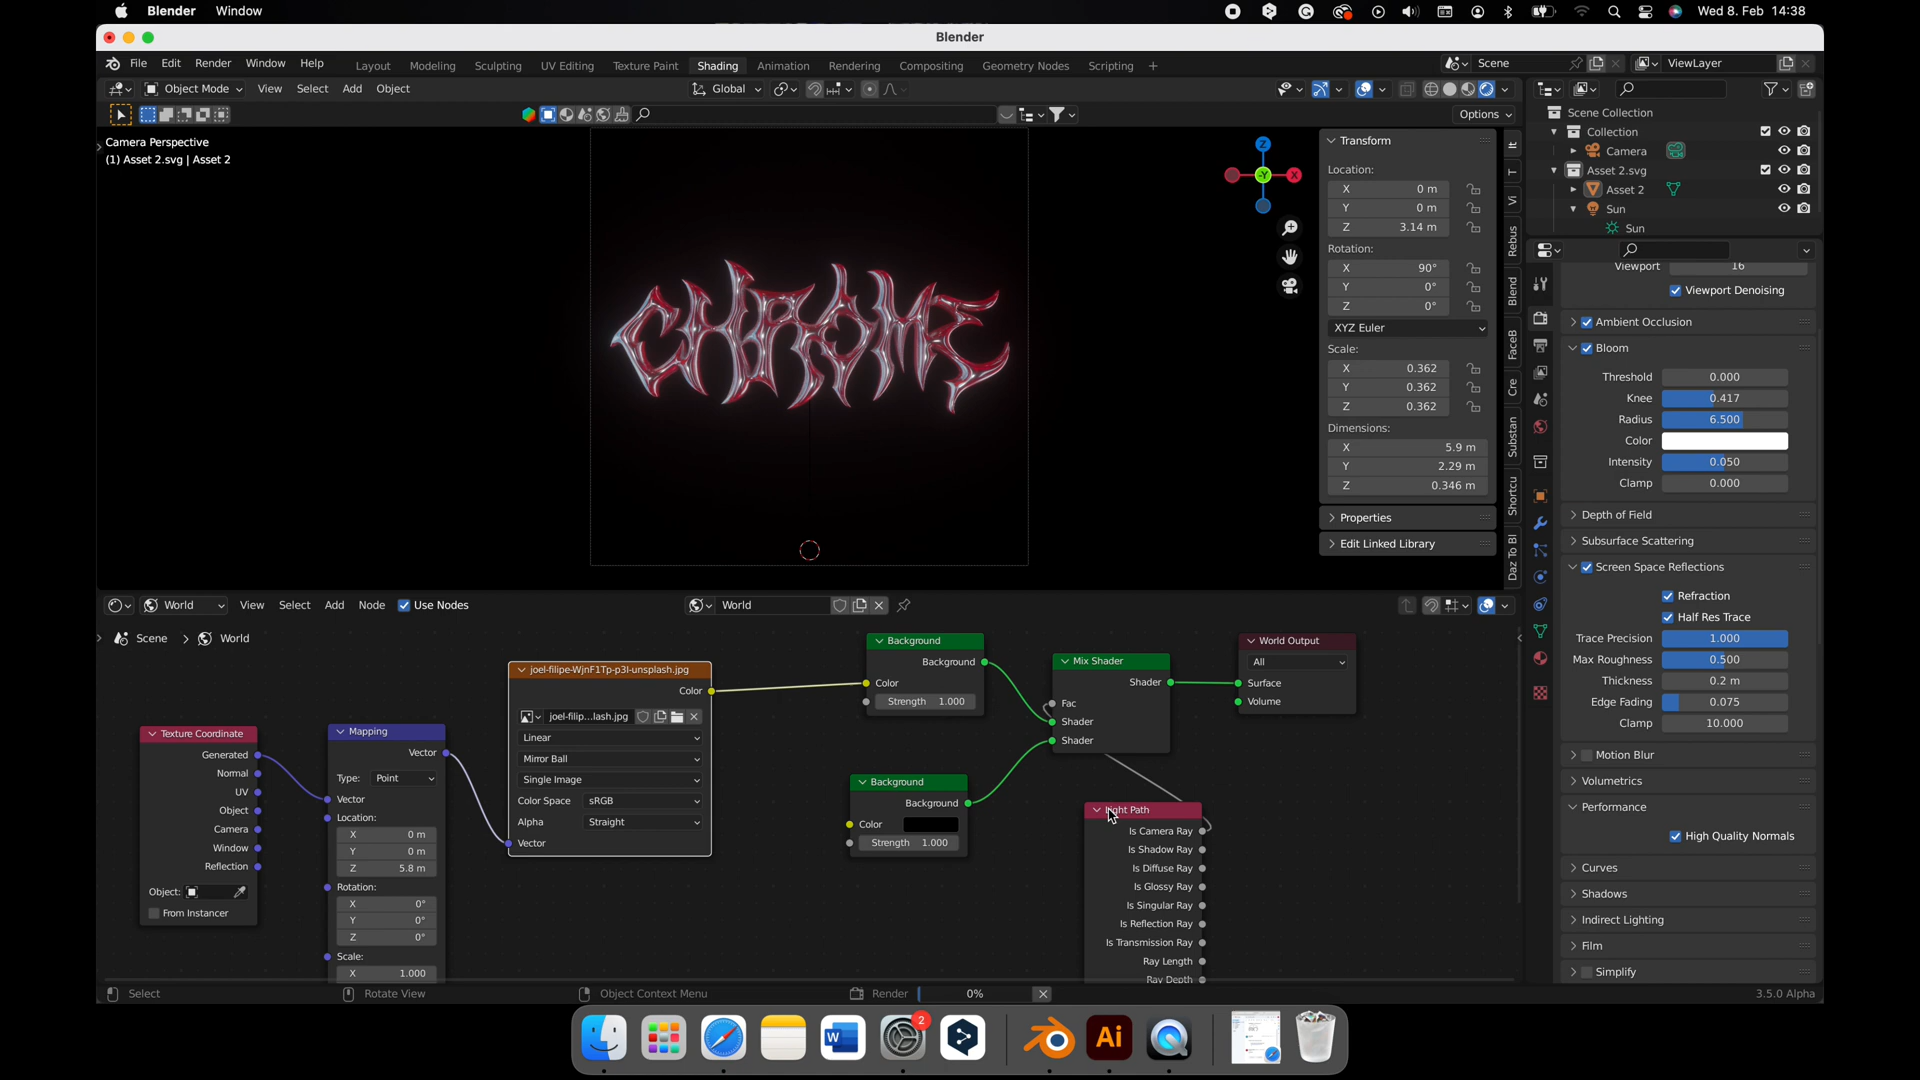 Blender Window Wed 8. Feb 14:38
Blender
File Edit Render Window Help Layout Modeling Sculpting UV Editing Texture Paint Shading Animation Rendering Compositing Geometry Nodes Scripting + Scene ViewLayer
Object Mode View Select Add Object Global
Options
Camera Perspective
(1) Asset 2.svg | Asset 2
CHROME
Z
-Y X
Transform
Location:
X 0 m
Y 0 m
Z 3.14 m
Rotation:
X 90°
Y 0°
Z 0°
XYZ Euler
Scale:
X 0.362
Y 0.362
Z 0.362
Dimensions:
X 5.9 m
Y 2.29 m
Z 0.346 m
Properties
Edit Linked Library
It
T
Vi
Rebus
Blend
FaceB
Cre
Substan
Shortcu
Daz To Bl
Scene Collection
Collection
Camera
Asset 2.svg
Asset 2
Sun
Sun
Viewport 16
Viewport Denoising
Ambient Occlusion
Bloom
Threshold 0.000
Knee 0.417
Radius 6.500
Color
Intensity 0.050
Clamp 0.000
Depth of Field
Subsurface Scattering
Screen Space Reflections
Refraction
Half Res Trace
Trace Precision 1.000
Max Roughness 0.500
Thickness 0.2 m
Edge Fading 0.075
Clamp 10.000
Motion Blur
Volumetrics
Performance
High Quality Normals
Curves
Shadows
Indirect Lighting
Film
Simplify
World View Select Add Node Use Nodes World
Scene World
Texture Coordinate
Generated
Normal
UV
Object
Camera
Window
Reflection
Object:
From Instancer
Mapping
Vector
Type: Point
Vector
Location:
X 0 m
Y 0 m
Z 5.8 m
Rotation:
X 0°
Y 0°
Z 0°
Scale:
X 1.000
joel-filipe-WjnF1Tp-p3I-unsplash.jpg
Color
joel-filip...lash.jpg
Linear
Mirror Ball
Single Image
Color Space sRGB
Alpha Straight
Vector
Background
Background
Color
Strength 1.000
Background
Background
Color
Strength 1.000
Mix Shader
Shader
Fac
Shader
Shader
World Output
All
Surface
Volume
Light Path
Is Camera Ray
Is Shadow Ray
Is Diffuse Ray
Is Glossy Ray
Is Singular Ray
Is Reflection Ray
Is Transmission Ray
Ray Length
Ray Depth
Select Rotate View Object Context Menu Render 0% 3.5.0 Alpha
2
W
Ai